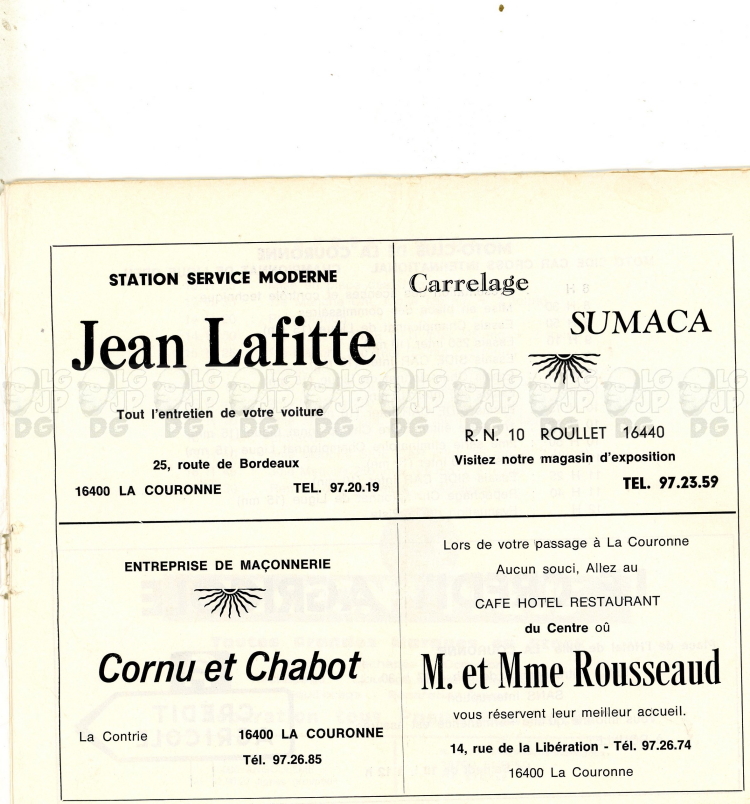 STATION SERVICE MODERNE
Jean Lafitte
Tout l'entretien de votre voiture
25, route de Bordeaux
16400 LA COURONNE TEL. 97.20.19
Carrelage
SUMACA
R. N. 10 ROULLET 16440
Visitez notre magasin d'exposition
TEL. 97.23.59
ENTREPRISE DE MAÇONNERIE
Cornu et Chabot
La Contrie 16400 LA COURONNE
Tél. 97.26.85
Lors de votre passage à La Couronne
Aucun souci, Allez au
CAFE HOTEL RESTAURANT
du Centre oû
M. et Mme Rousseaud
vous réservent leur meilleur accueil.
14, rue de la Libération - Tél. 97.26.74
16400 La Couronne